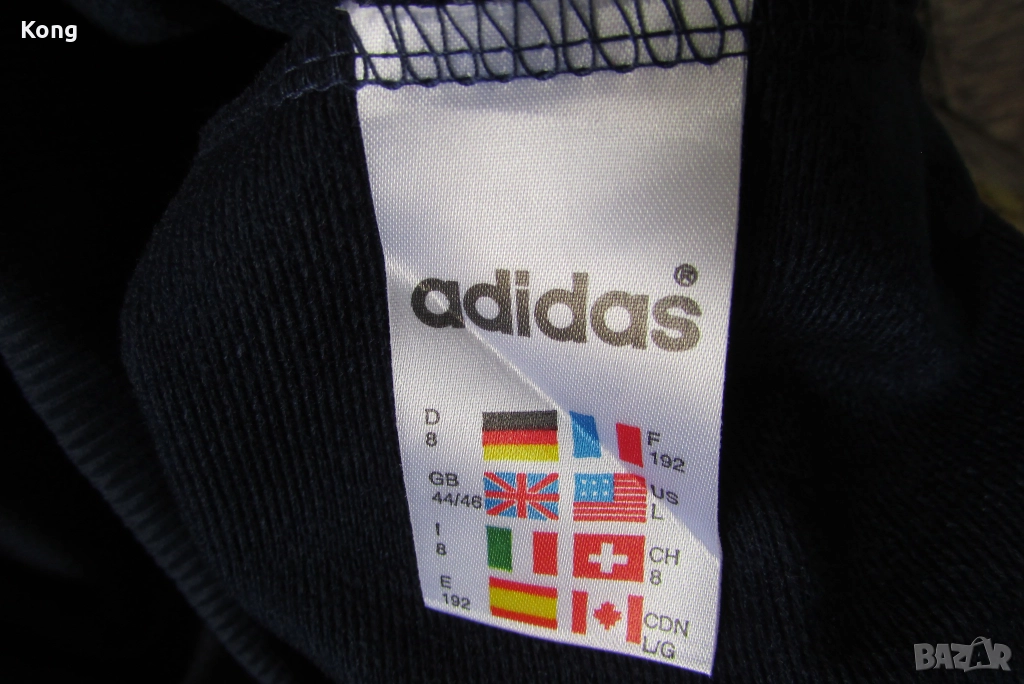 Kong
adidas®
D
8
F
192
GB
44/46
US
L
I
8
CH
8
E
192
CDN
L/G
BAZAR